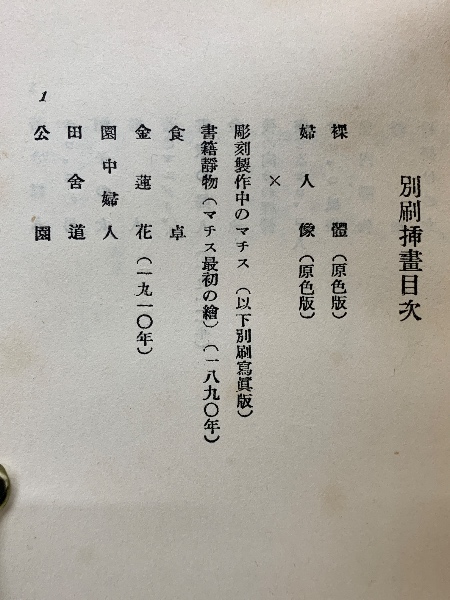 別刷挿畫目次
裸體（原色版）
婦人像（原色版）
×
彫刻製作中のマチス（以下別刷寫眞版）
書籍靜物（マチス最初の繪）（一八九〇年）
食卓
金蓮花（一九一〇年）
園中婦人
田舍道
公園
1